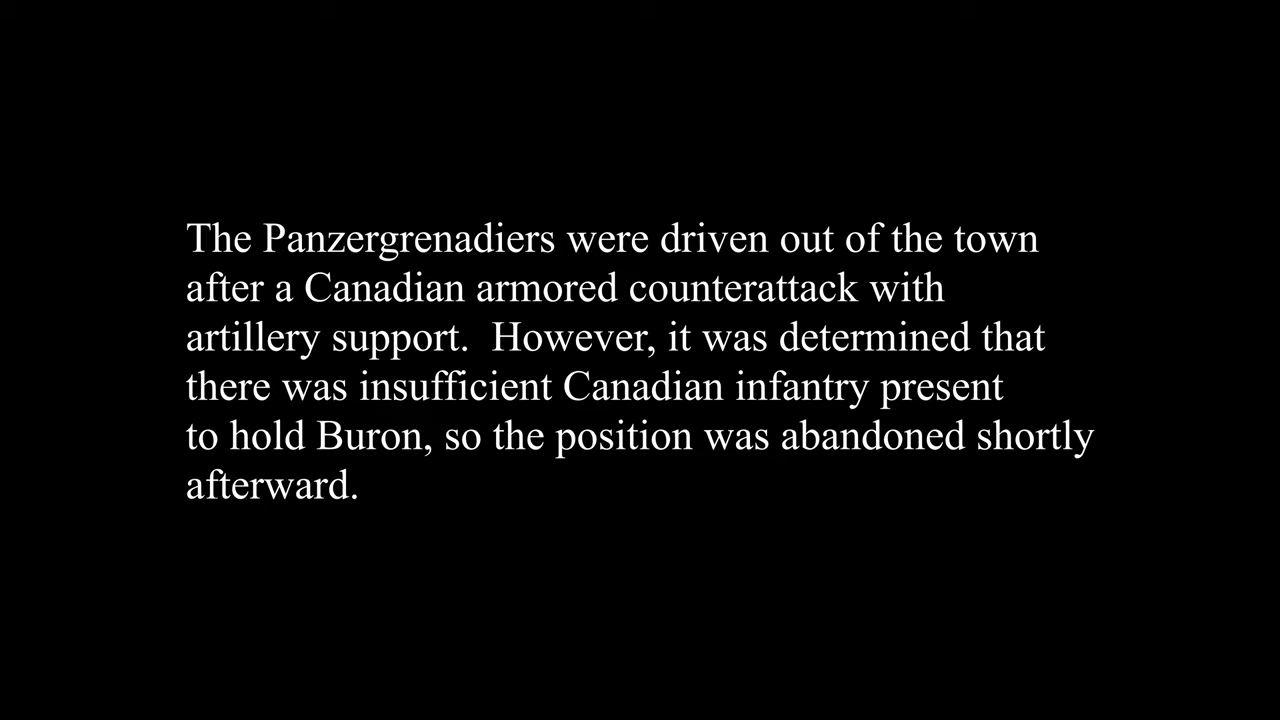 The Panzergrenadiers were driven out of the town
after a Canadian armored counterattack with
artillery support.  However, it was determined that
there was insufficient Canadian infantry present
to hold Buron, so the position was abandoned shortly
afterward.